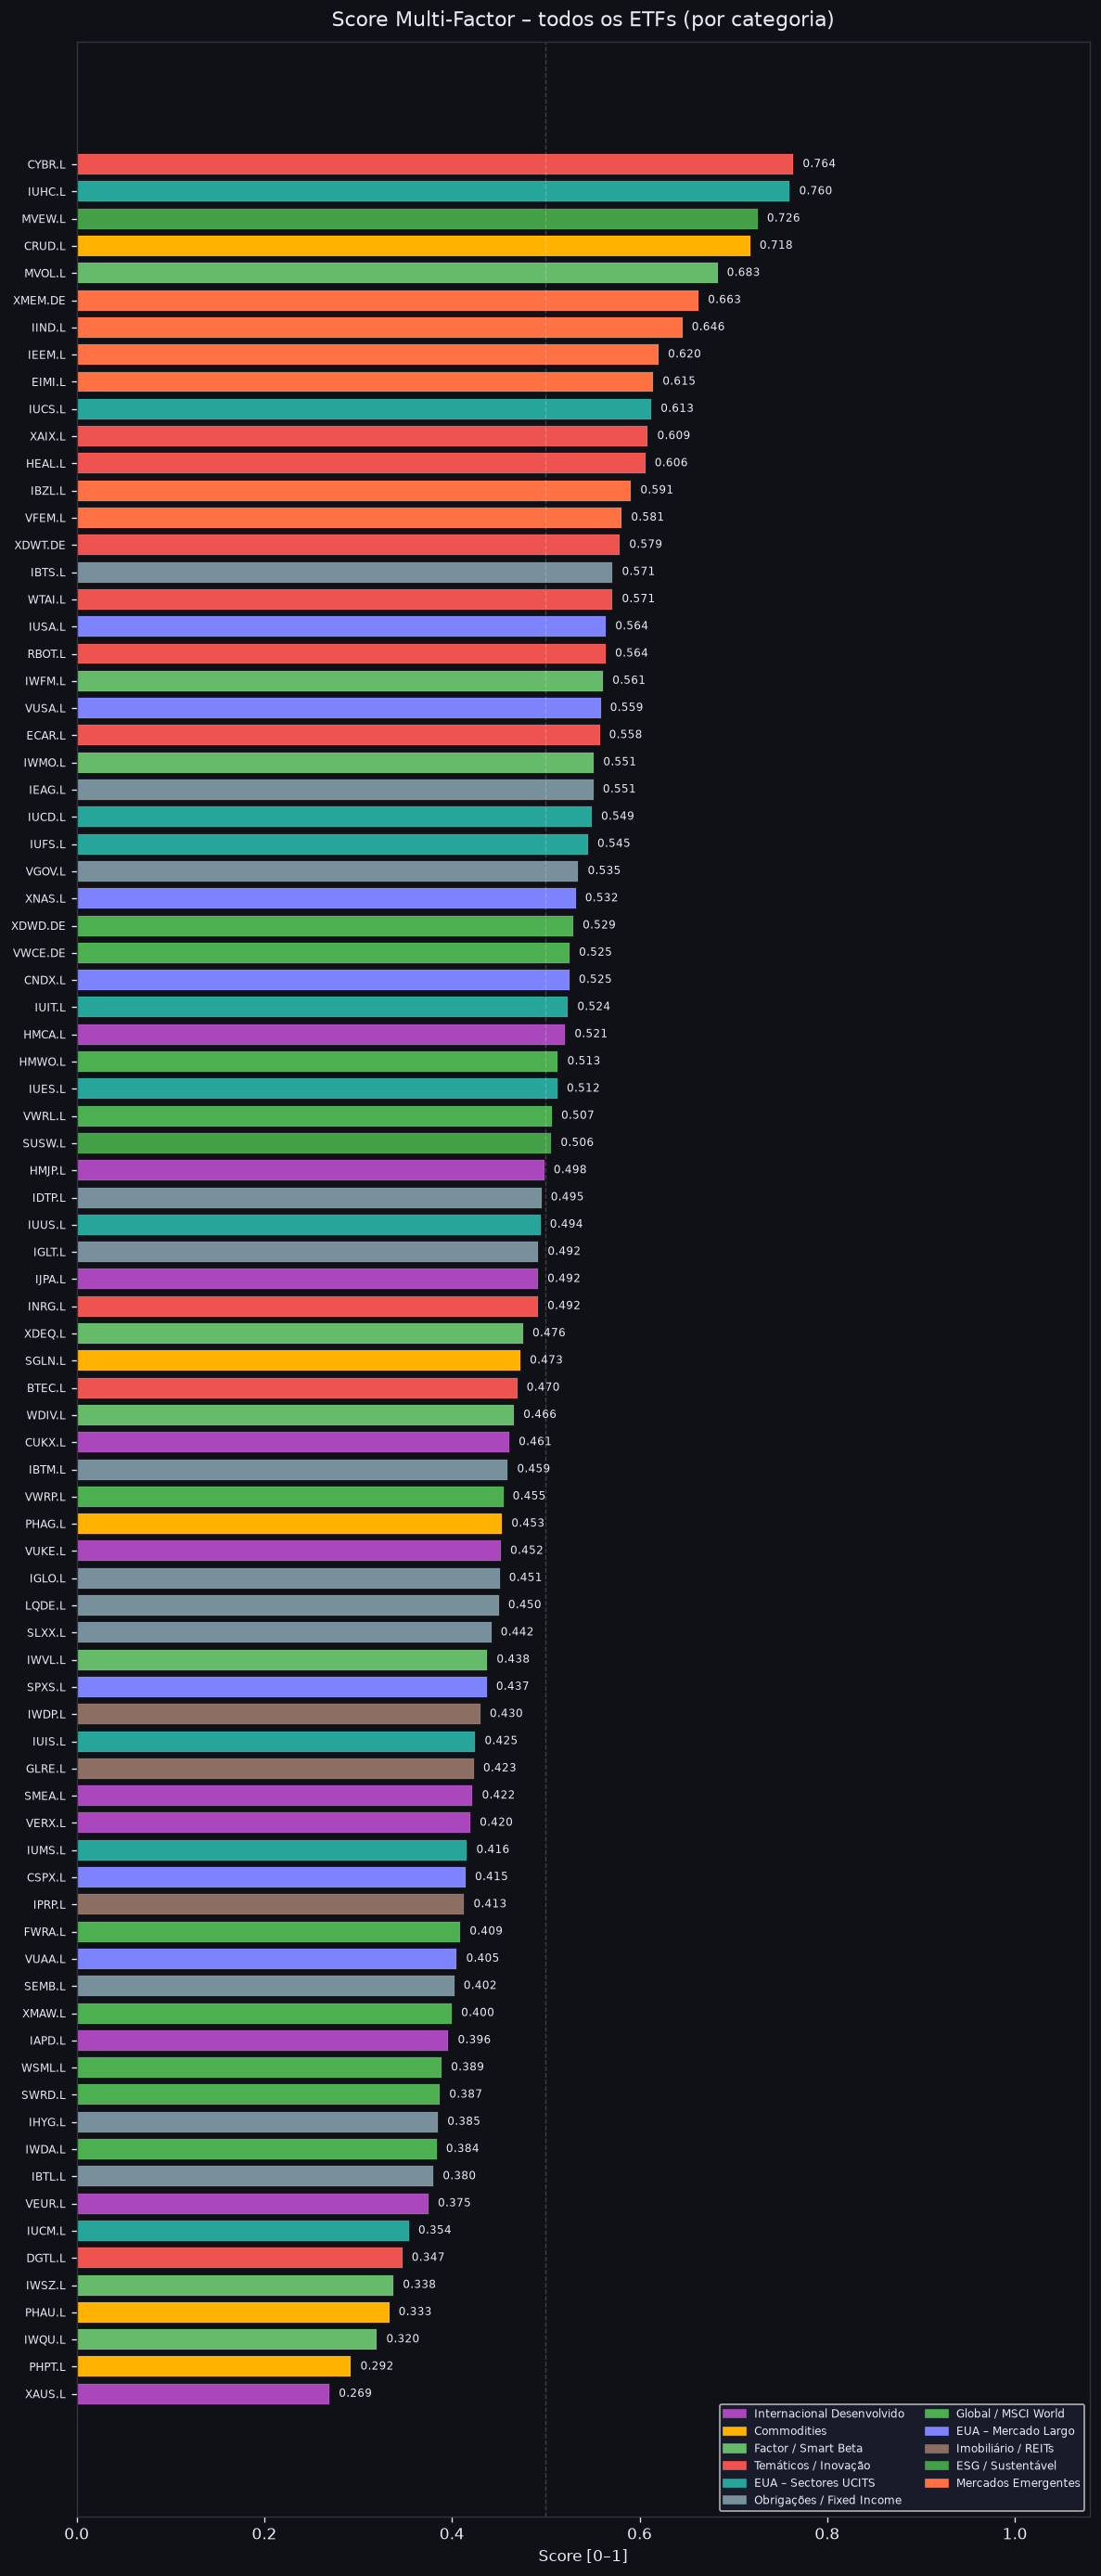 Score Multi-Factor – todos os ETFs (por categoria)
CYBR.L 0.764
IUHC.L 0.760
MVEW.L 0.726
CRUD.L 0.718
MVOL.L 0.683
XMEM.DE 0.663
IIND.L 0.646
IEEM.L 0.620
EIMI.L 0.615
IUCS.L 0.613
XAIX.L 0.609
HEAL.L 0.606
IBZL.L 0.591
VFEM.L 0.581
XDWT.DE 0.579
IBTS.L 0.571
WTAI.L 0.571
IUSA.L 0.564
RBOT.L 0.564
IWFM.L 0.561
VUSA.L 0.559
ECAR.L 0.558
IWMO.L 0.551
IEAG.L 0.551
IUCD.L 0.549
IUFS.L 0.545
VGOV.L 0.535
XNAS.L 0.532
XDWD.DE 0.529
VWCE.DE 0.525
CNDX.L 0.525
IUIT.L 0.524
HMCA.L 0.521
HMWO.L 0.513
IUES.L 0.512
VWRL.L 0.507
SUSW.L 0.506
HMJP.L 0.498
IDTP.L 0.495
IUUS.L 0.494
IGLT.L 0.492
IJPA.L 0.492
INRG.L 0.492
XDEQ.L 0.476
SGLN.L 0.473
BTEC.L 0.470
WDIV.L 0.466
CUKX.L 0.461
IBTM.L 0.459
VWRP.L 0.455
PHAG.L 0.453
VUKE.L 0.452
IGLO.L 0.451
LQDE.L 0.450
SLXX.L 0.442
IWVL.L 0.438
SPXS.L 0.437
IWDP.L 0.430
IUIS.L 0.425
GLRE.L 0.423
SMEA.L 0.422
VERX.L 0.420
IUMS.L 0.416
CSPX.L 0.415
IPRP.L 0.413
FWRA.L 0.409
VUAA.L 0.405
SEMB.L 0.402
XMAW.L 0.400
IAPD.L 0.396
WSML.L 0.389
SWRD.L 0.387
IHYG.L 0.385
IWDA.L 0.384
IBTL.L 0.380
VEUR.L 0.375
IUCM.L 0.354
DGTL.L 0.347
IWSZ.L 0.338
PHAU.L 0.333
IWQU.L 0.320
PHPT.L 0.292
XAUS.L 0.269
Internacional Desenvolvido
Commodities
Factor / Smart Beta
Temáticos / Inovação
EUA – Sectores UCITS
Obrigações / Fixed Income
Global / MSCI World
EUA – Mercado Largo
Imobiliário / REITs
ESG / Sustentável
Mercados Emergentes
0.0 0.2 0.4 0.6 0.8 1.0
Score [0–1]